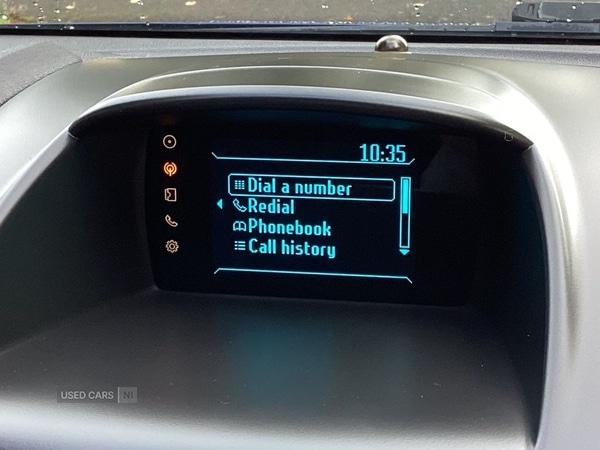 10:35
Dial a number
Redial
Phonebook
Call history
USED CARS NI